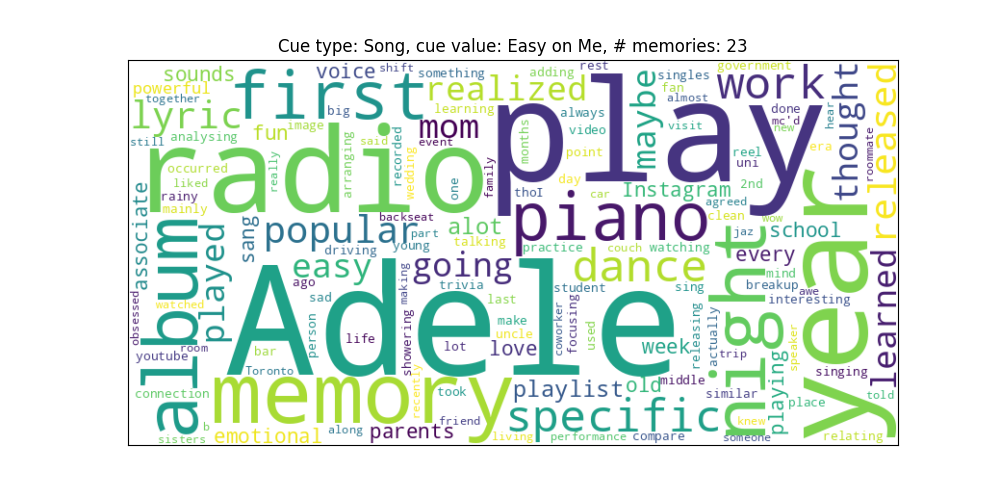 Cue type: Song, cue value: Easy on Me, # memories: 23
sounds
powerful
together
first
voice
shift
big
something
realized
rest
adding
learning
singles
fan
almost
government
work
lyric
analysing
still
fun
image
mom
event
said
recorded
play
always
video
months
maybe
visit
done
mc'd
new
hear
thought
era
roommate
released
radio
occurred
liked
rainy
mainly
really
arranging
wedding
one
family
thoI
point
day
car
Instagram
agreed
clean
reel
uni
2nd
jaz
wow
school
year
associate
album
played
sang
popular
backseat
part
driving
young
alot
talking
piano
practice
couch
watching
dance
every
mind
breakup
awe
interesting
learned
easy
ago
sad
going
trivia
last
student
sing
night
obsessed
watched
youtube
room
Adele
person
life
showering
making
lot
make
uncle
love
coworker
focusing
used
week
releasing
actually
trip
similar
speaker
singing
Toronto
bar
connection
memory
recently
took
playlist
old
middle
playing
place
told
b
sisters
emotional
along
parents
friend
living
specific
performance
compare
knew
someone
relating